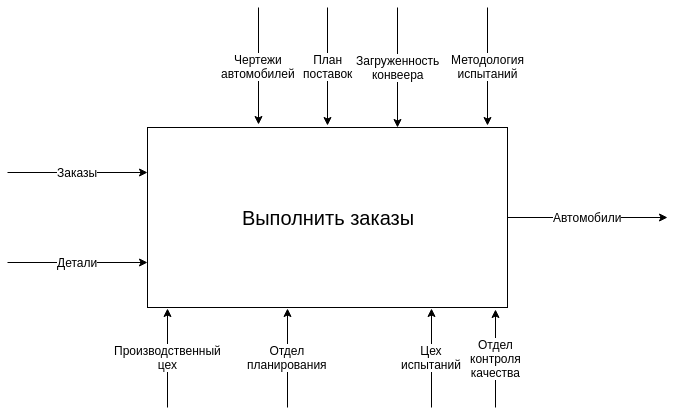 Чертежи
автомобилей
План
поставок
Загруженность
конвеера
Методология
испытаний
Заказы
Выполнить заказы
Автомобили
Детали
Производственный
цех
Отдел
планирования
Цех
испытаний
Отдел
контроля
качества